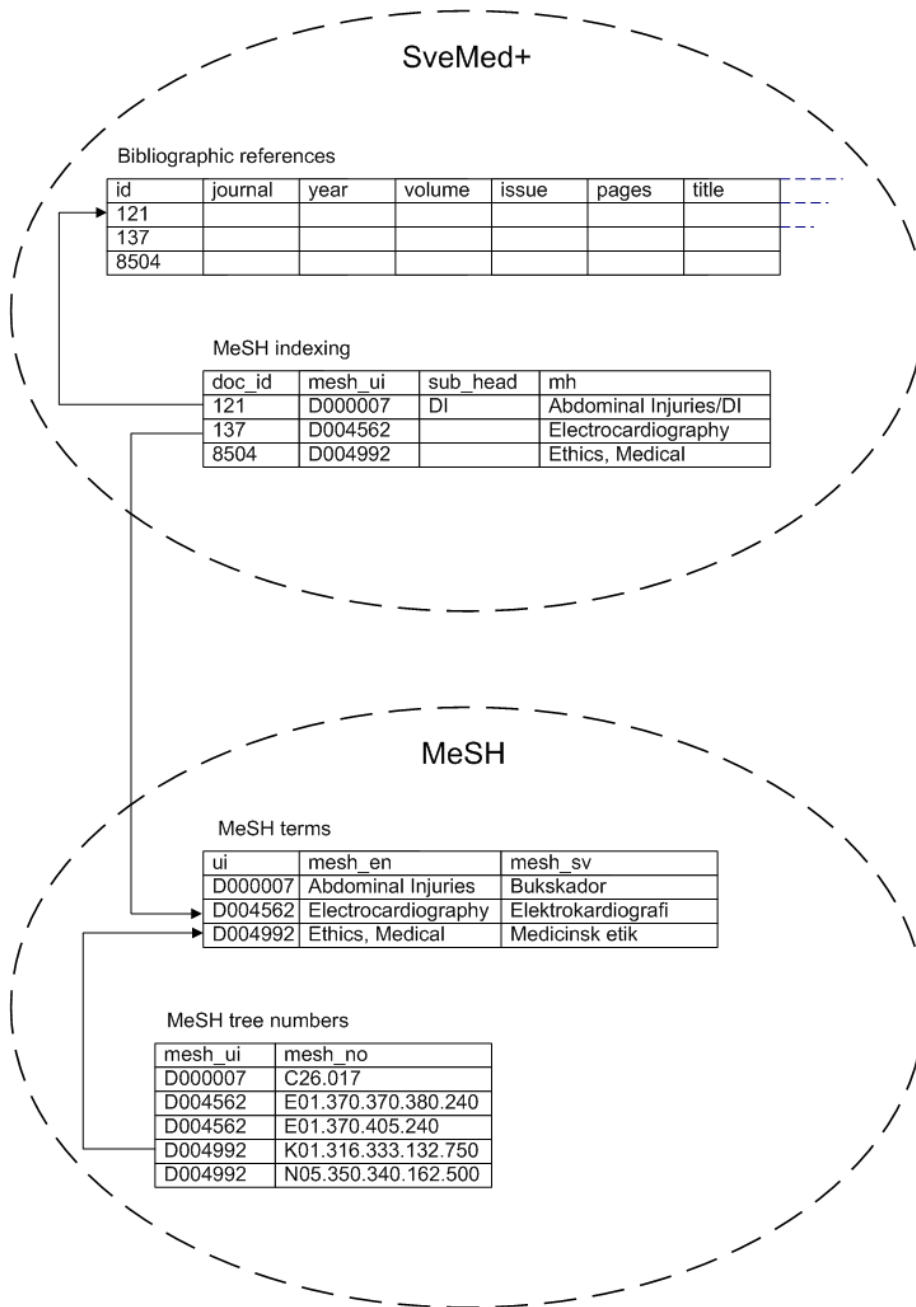 SveMed+
Bibliographic references
id journal year volume issue pages title
121
137
8504
MeSH indexing
doc_id mesh_ui sub_head mh
121 D000007 DI Abdominal Injuries/DI
137 D004562 Electrocardiography
8504 D004992 Ethics, Medical
MeSH
MeSH terms
ui mesh_en mesh_sv
D000007 Abdominal Injuries Bukskador
D004562 Electrocardiography Elektrokardiografi
D004992 Ethics, Medical Medicinsk etik
MeSH tree numbers
mesh_ui mesh_no
D000007 C26.017
D004562 E01.370.370.380.240
D004562 E01.370.405.240
D004992 K01.316.333.132.750
D004992 N05.350.340.162.500